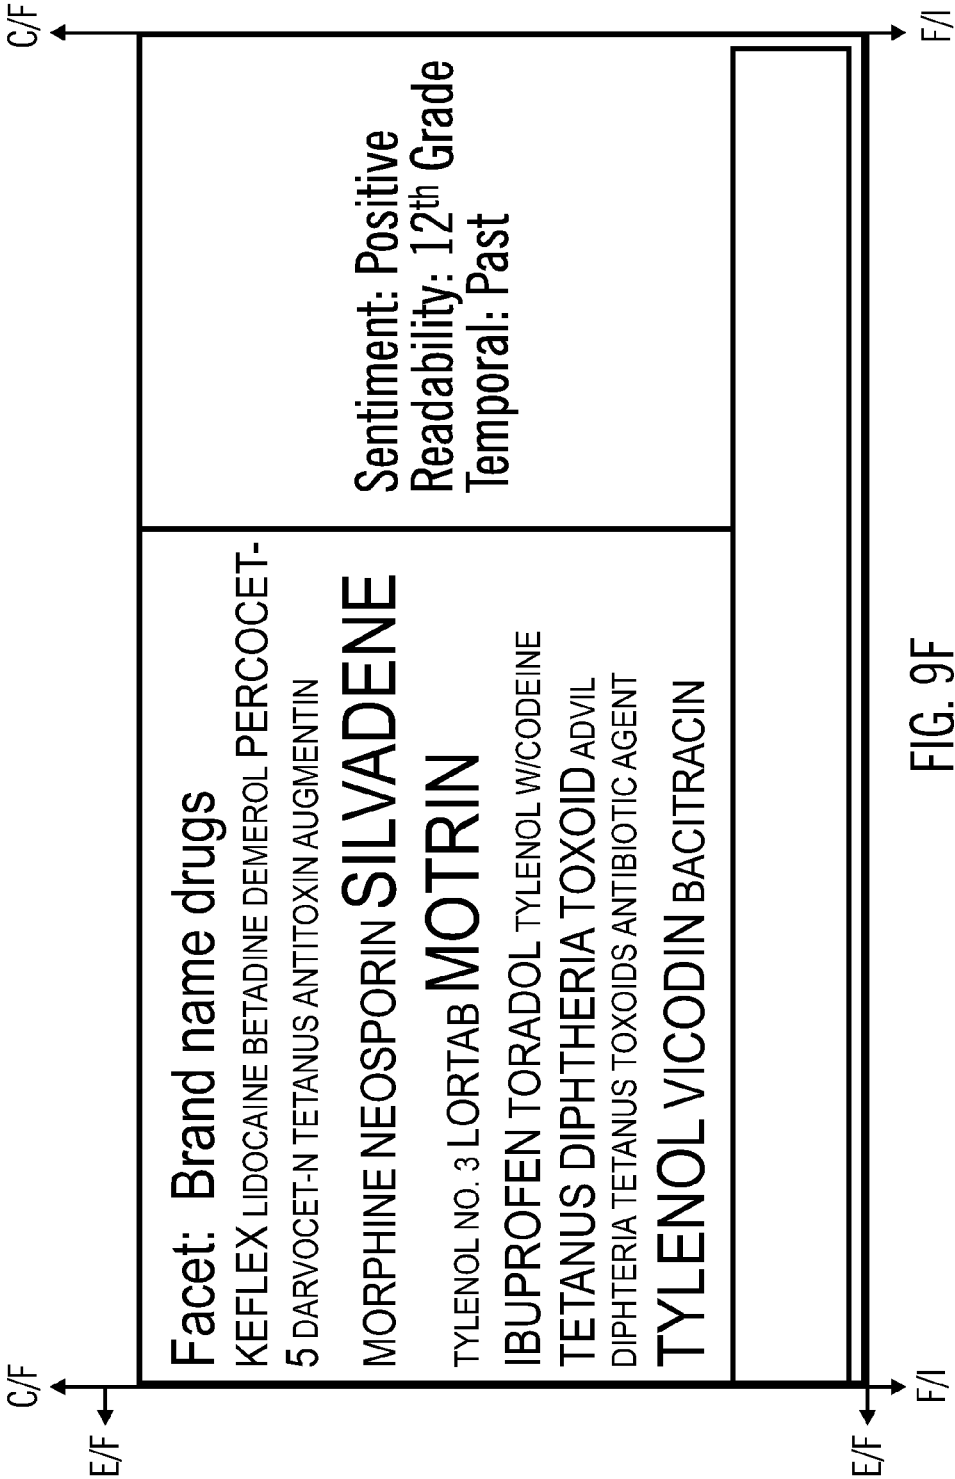 C/F
C/F
E/F
Facet: Brand name drugs
KEFLEX LIDOCAINE BETADINE DEMEROL PERCOCET-
5 DARVOCET-N TETANUS ANTITOXIN AUGMENTIN
MORPHINE NEOSPORIN SILVADENE
TYLENOL NO. 3 LORTAB MOTRIN
IBUPROFEN TORADOL TYLENOL W/CODEINE
TETANUS DIPHTHERIA TOXOID ADVIL
DIPHTERIA TETANUS TOXOIDS ANTIBIOTIC AGENT
TYLENOL VICODIN BACITRACIN
Sentiment: Positive
Readability: 12th Grade
Temporal: Past
E/F
F/I
F/I
FIG. 9F